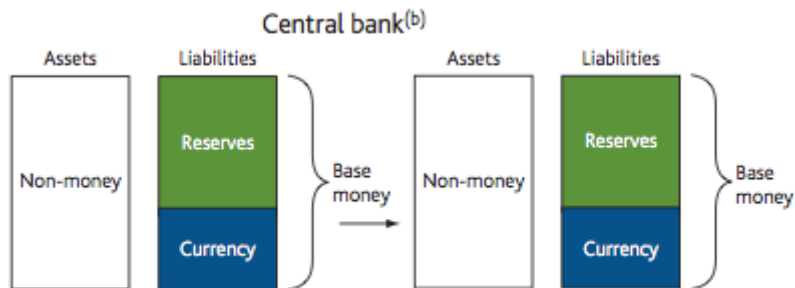 Central bank(b)
Assets
Liabilities
Assets
Liabilities
Non-money
Reserves
Currency
Base
money
Non-money
Reserves
Currency
Base
money